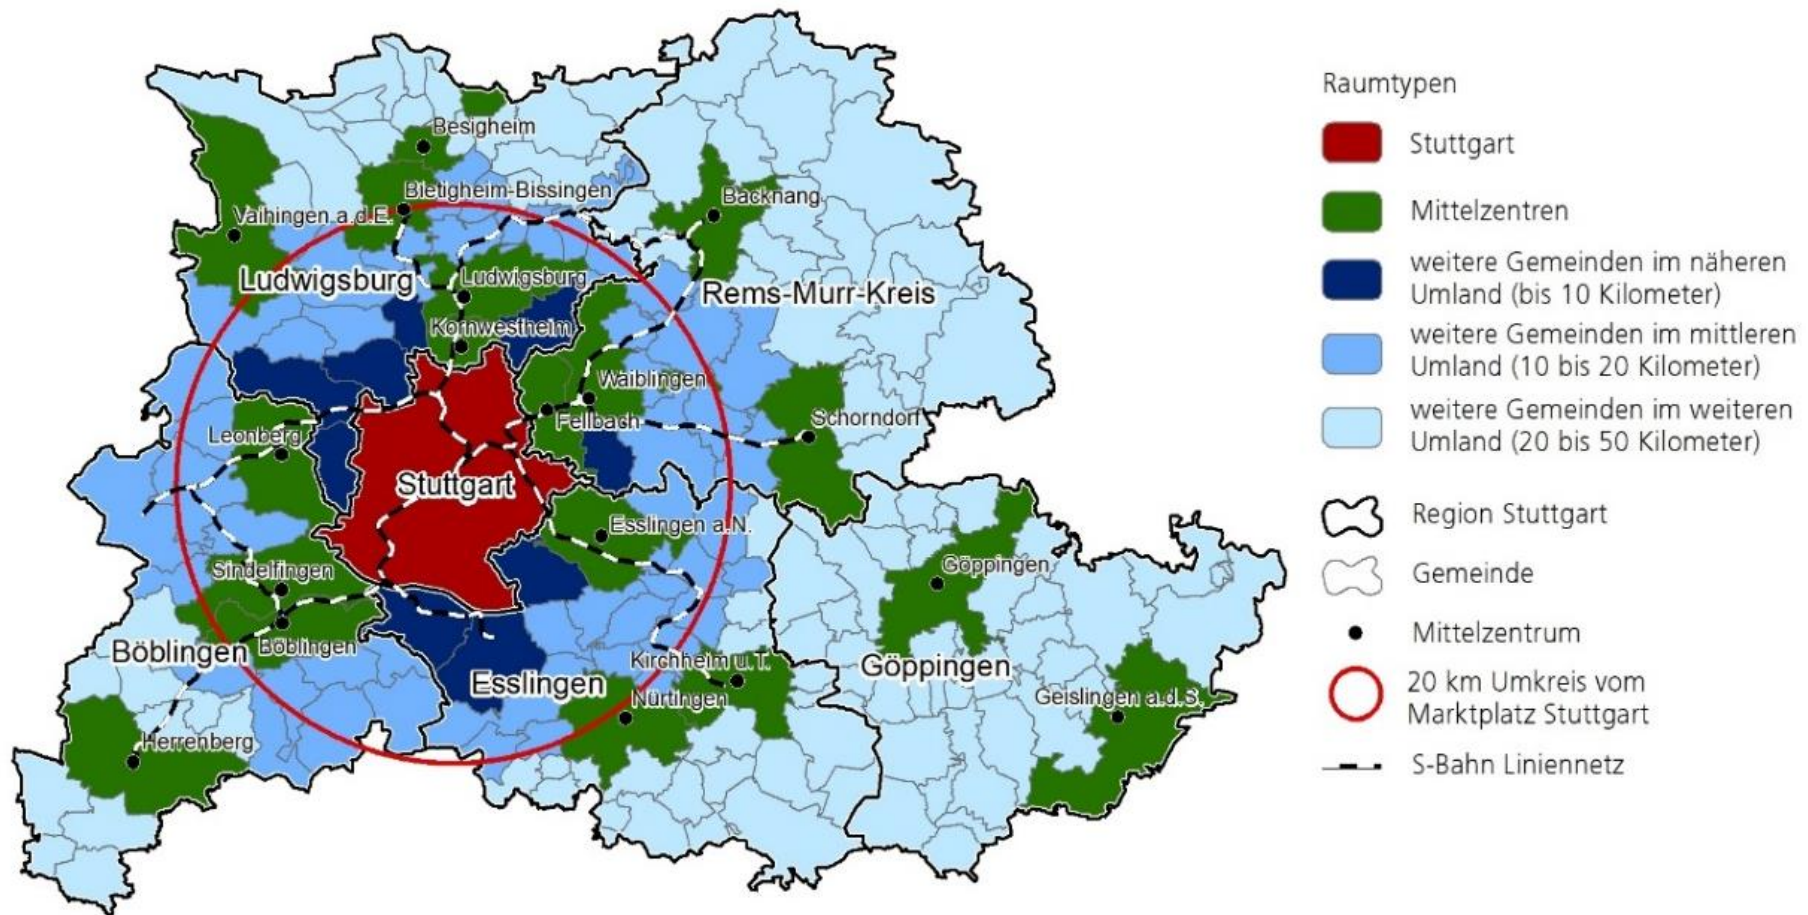 Besigheim
Bietigheim-Bissingen
Backnang
Vaihingen a.d.E.
Ludwigsburg
Ludwigsburg
Rems-Murr-Kreis
Kornwestheim
Waiblingen
Fellbach
Schorndorf
Leonberg
Stuttgart
Esslingen a.N.
Sindelfingen
Göppingen
Böblingen
Böblingen
Kirchheim u.T.
Göppingen
Esslingen
Nürtingen
Geislingen a.d.S.
Herrenberg
Raumtypen
Stuttgart
Mittelzentren
weitere Gemeinden im näheren
Umland (bis 10 Kilometer)
weitere Gemeinden im mittleren
Umland (10 bis 20 Kilometer)
weitere Gemeinden im weiteren
Umland (20 bis 50 Kilometer)
Region Stuttgart
Gemeinde
Mittelzentrum
20 km Umkreis vom
Marktplatz Stuttgart
S-Bahn Liniennetz